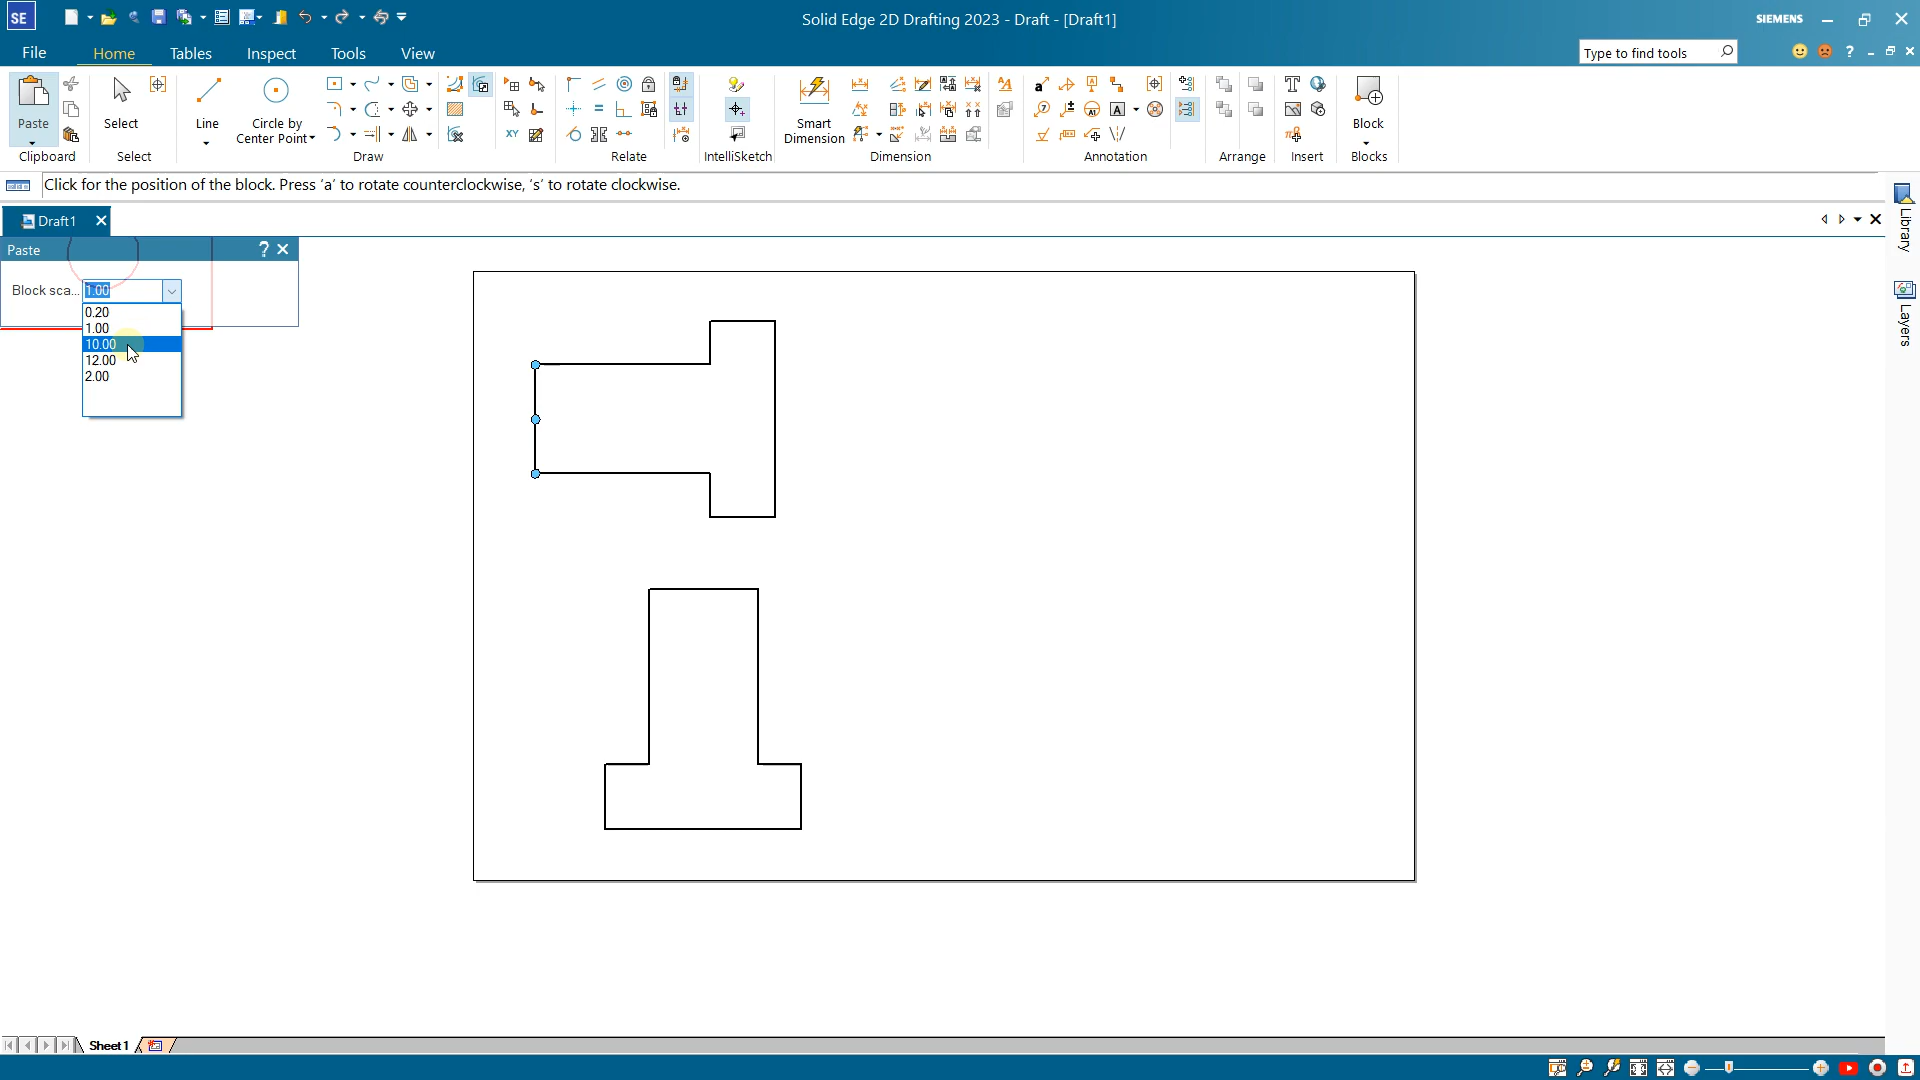 SE
Solid Edge 2D Drafting 2023 - Draft - [Draft1]
SIEMENS
File
Home
Tables
Inspect
Tools
View
Type to find tools
Paste
Clipboard
Select
Select
Line
Circle by
Center Point
Draw
XY
Relate
IntelliSketch
Smart
Dimension
Dimension
Annotation
Arrange
Insert
Block
Blocks
Click for the position of the block. Press 'a' to rotate counterclockwise, 's' to rotate clockwise.
Draft1
Paste
Block sca...
1.00
0.20
1.00
10.00
12.00
2.00
Library
Layers
Sheet1